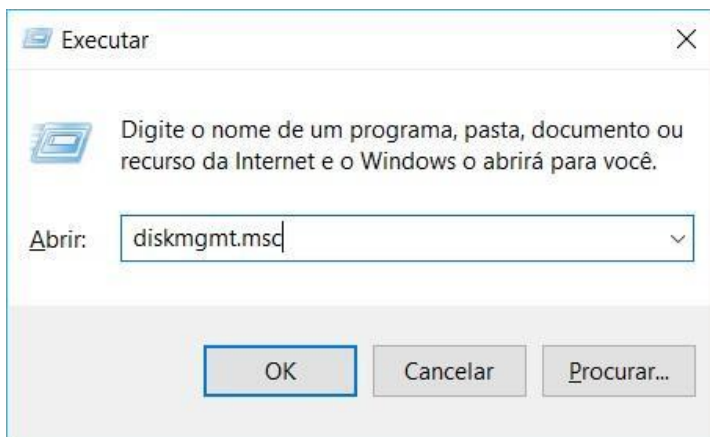 Executar
Digite o nome de um programa, pasta, documento ou
recurso da Internet e o Windows o abrirá para você.
Abrir: diskmgmt.msc
OK Cancelar Procurar...